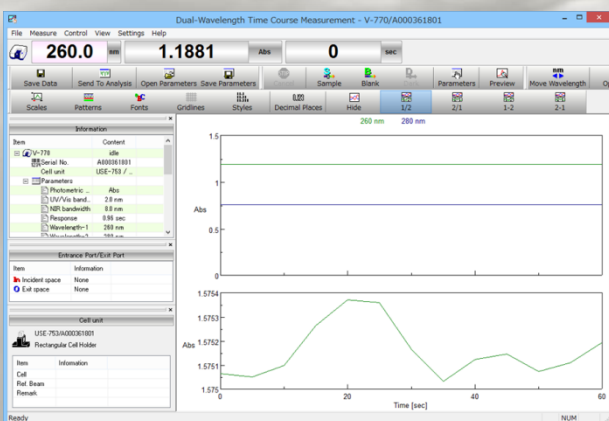 Dual-Wavelength Time Course Measurement - V-770/A000361801
File Measure Control View Settings Help
260.0 nm 1.1881 Abs 0 sec
Save Data Send To Analysis Open Parameters Save Parameters Sample Blank Parameters Preview Move Wavelength
Scales Patterns Fonts Gridlines Styles Decimal Places Hide 1/2 2/1 1-2 2-1
Information
Item Content
V-770 idle
Serial No. A000361801
Cell unit USE-753 / ...
Parameters
Photometric ... Abs
UV/Vis band... 2.0 nm
NIR bandwidth 8.0 nm
Response 0.96 sec
Wavelength-1 260 nm
Wavelength-2 280 nm
Entrance Port/Exit Port
Item Information
Incident space None
Exit space None
Cell unit
USE-753/A000361801
Rectangular Cell Holder
Item Information
Cell
Ref. Beam
Remark
260 nm 280 nm
1.5
1
Abs
0.5
0
1.5754
1.5753
Abs 1.5752
1.5751
1.575
0 20 40 60
Time [sec]
Ready NUM